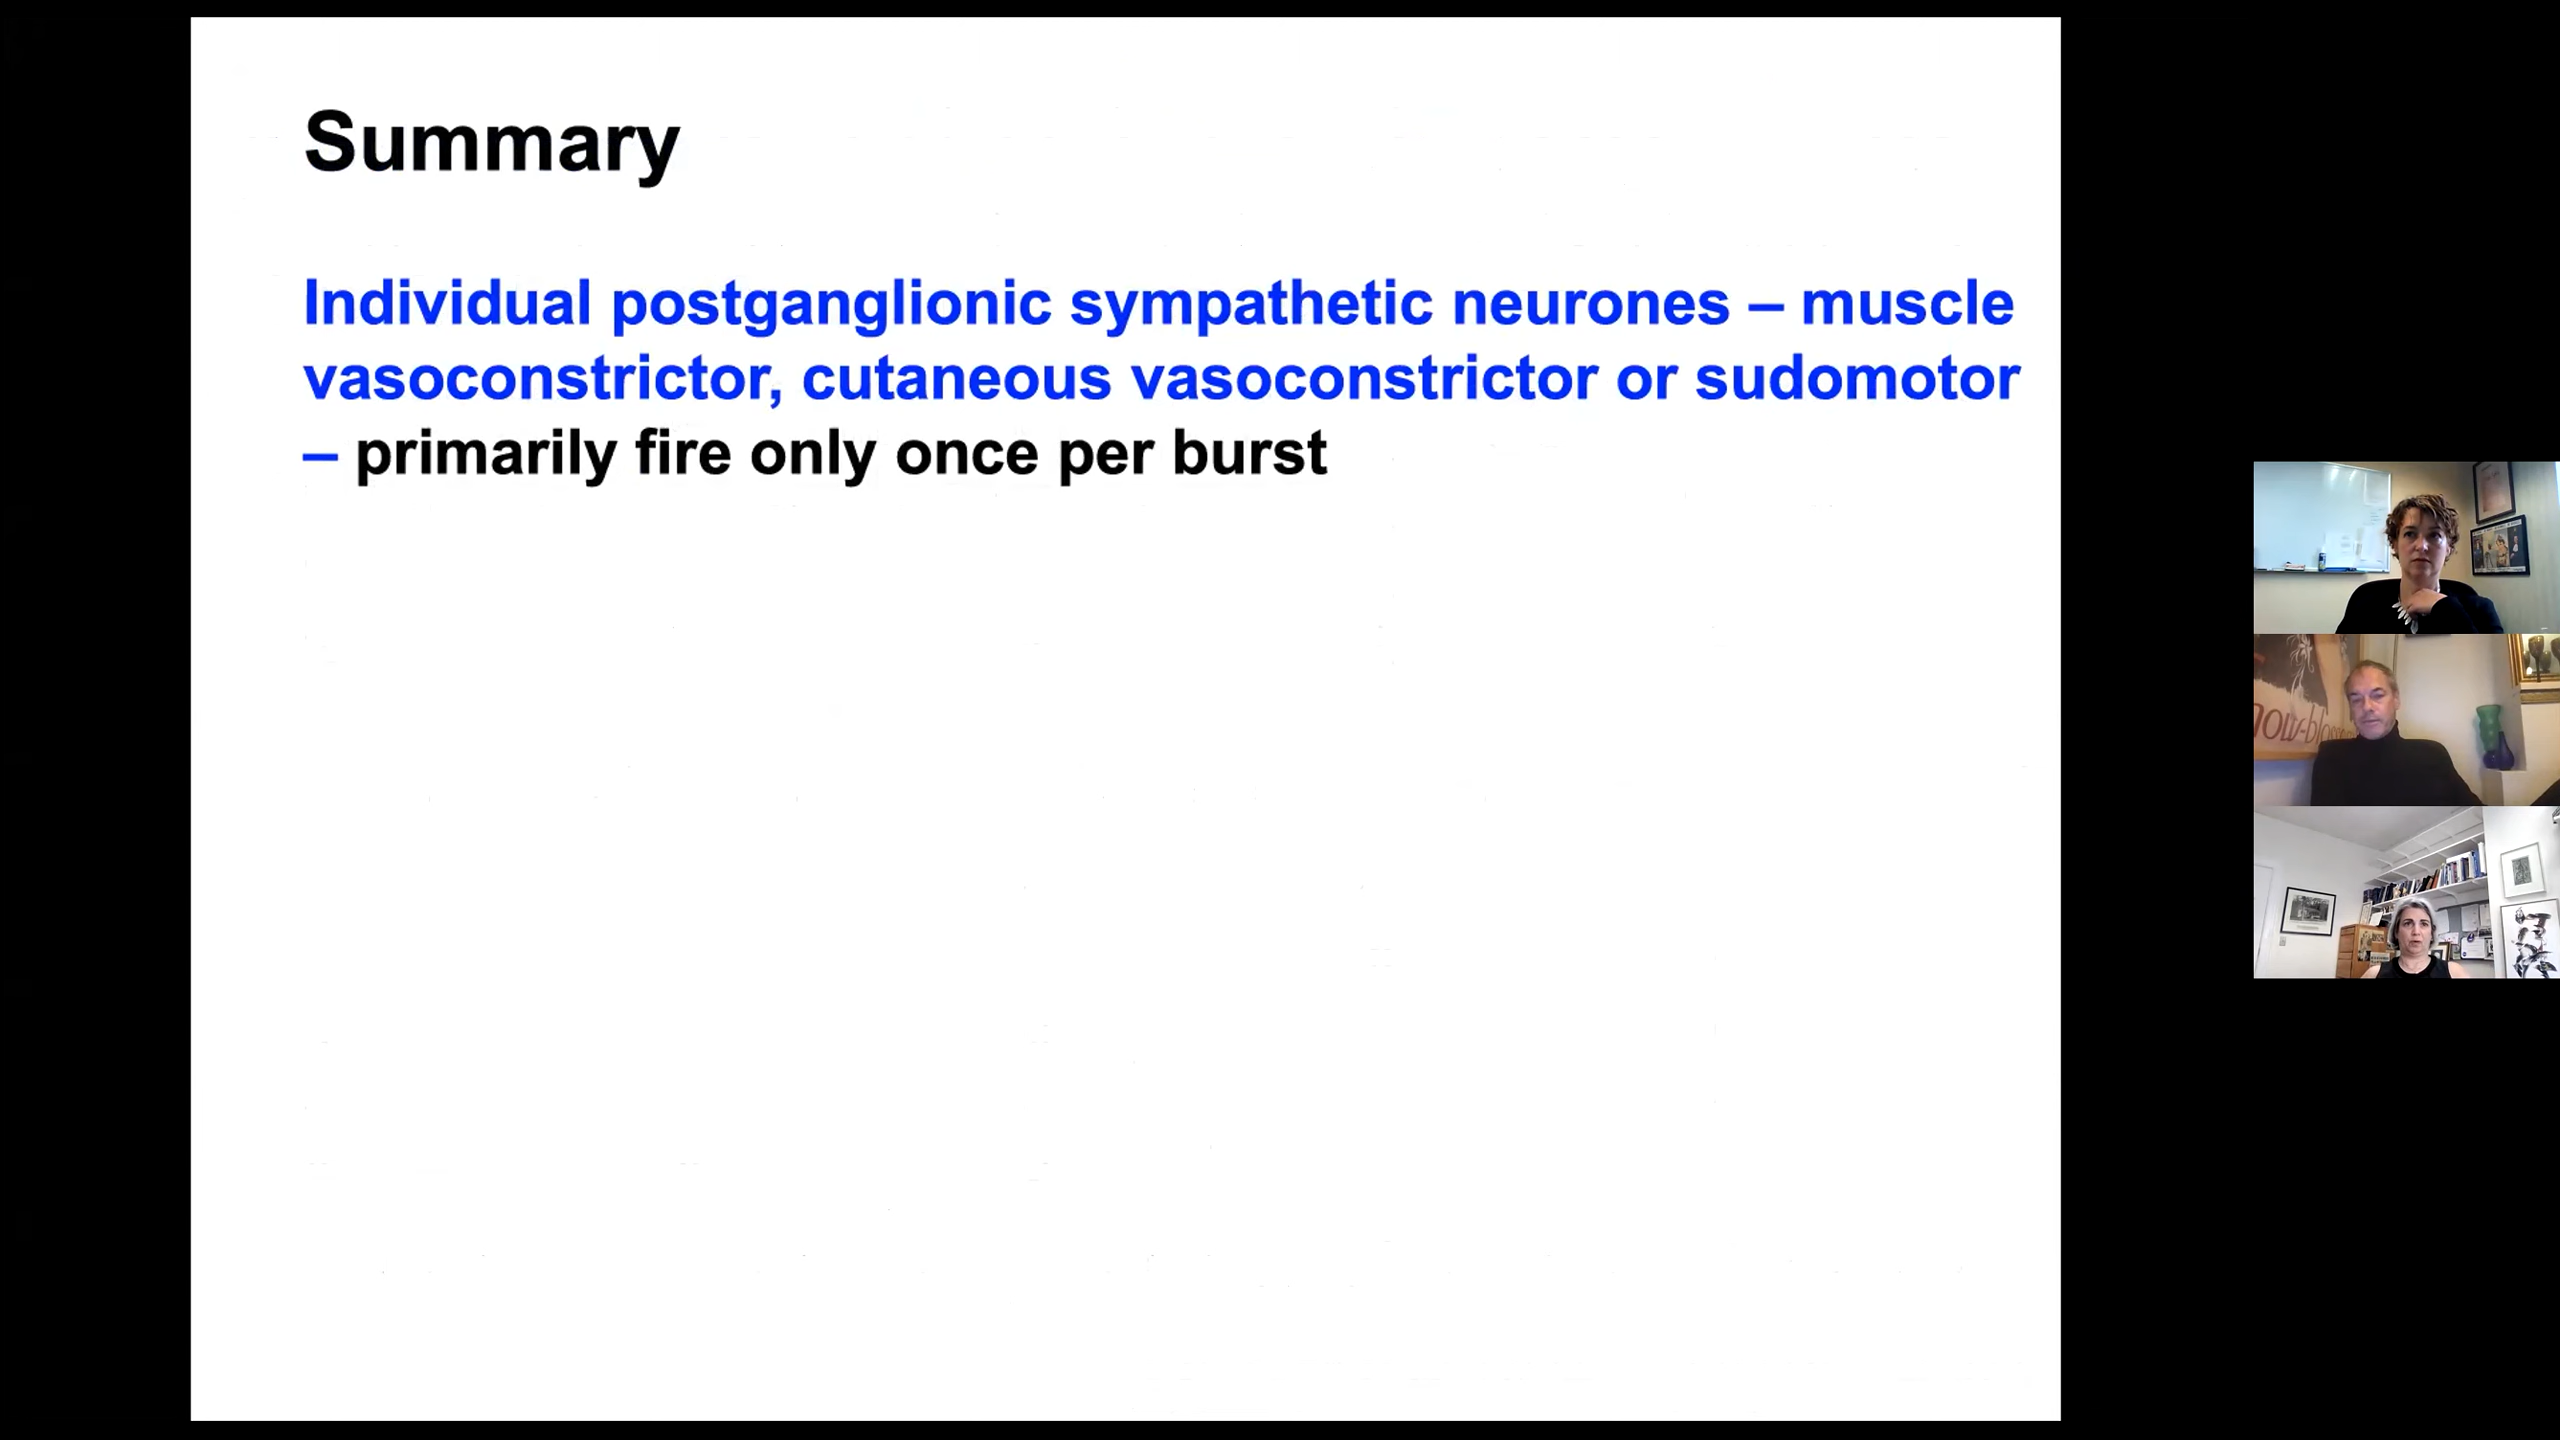 Summary
Individual postganglionic sympathetic neurones – muscle
vasoconstrictor, cutaneous vasoconstrictor or sudomotor
– primarily fire only once per burst